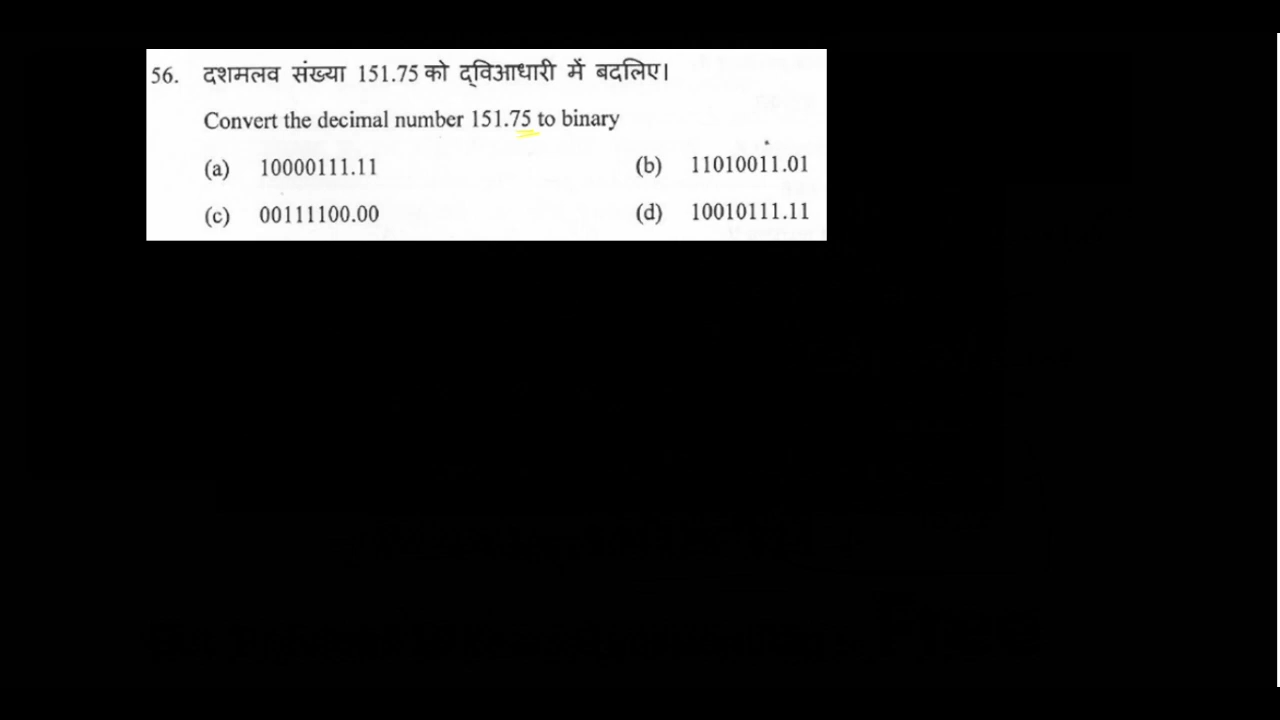 56. दशमलव संख्या 151.75 को द्विआधारी में बदलिए।
Convert the decimal number 151.75 to binary
(a) 10000111.11 (b) 11010011.01
(c) 00111100.00 (d) 10010111.11